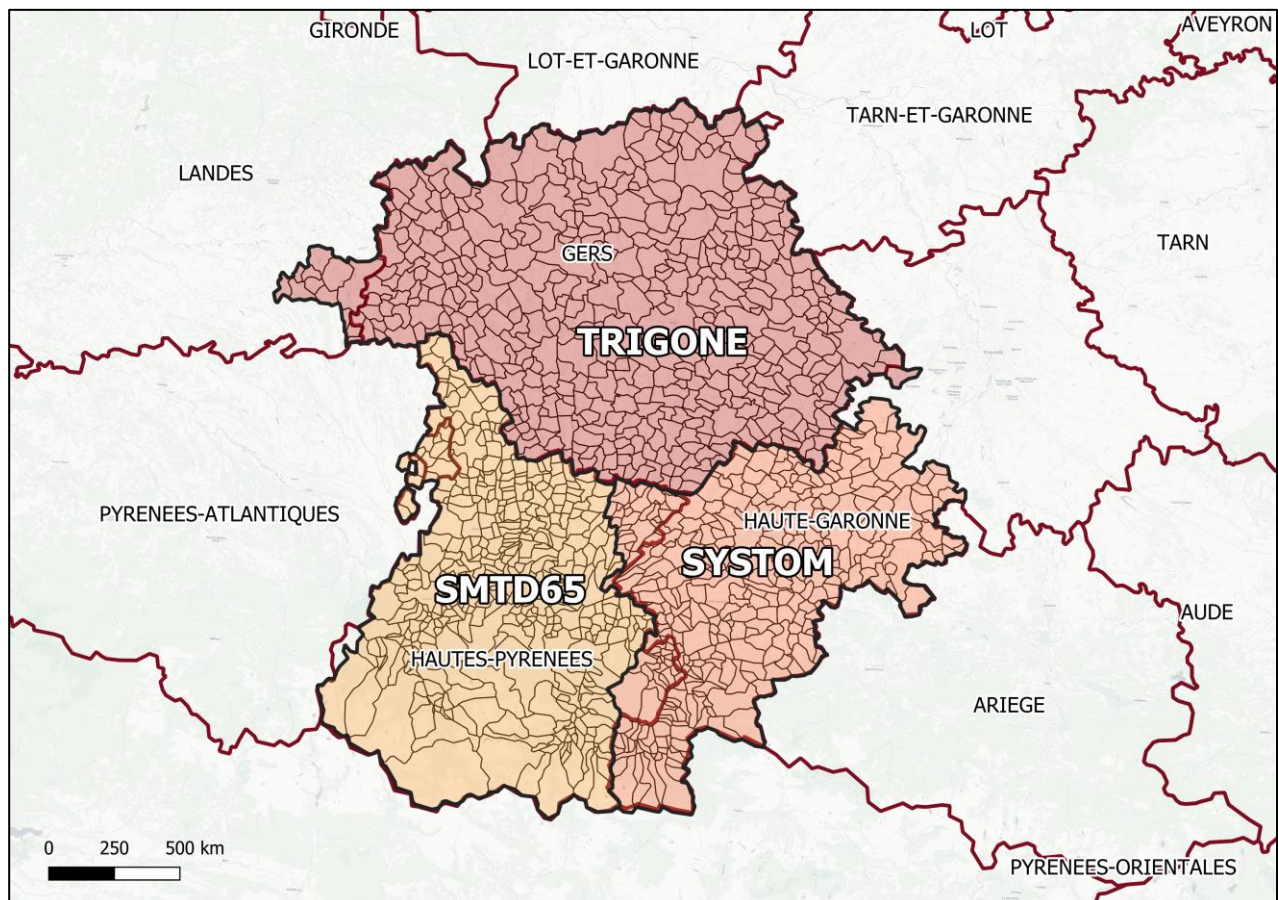 GIRONDE
LOT
AVEYRON
LOT-ET-GARONNE
TARN-ET-GARONNE
LANDES
TARN
GERS
TRIGONE
PYRENEES-ATLANTIQUES
HAUTE-GARONNE
SYSTOM
SMTD65
AUDE
HAUTES-PYRENEES
ARIEGE
0 250 500 km
PYRENEES-ORIENTALES